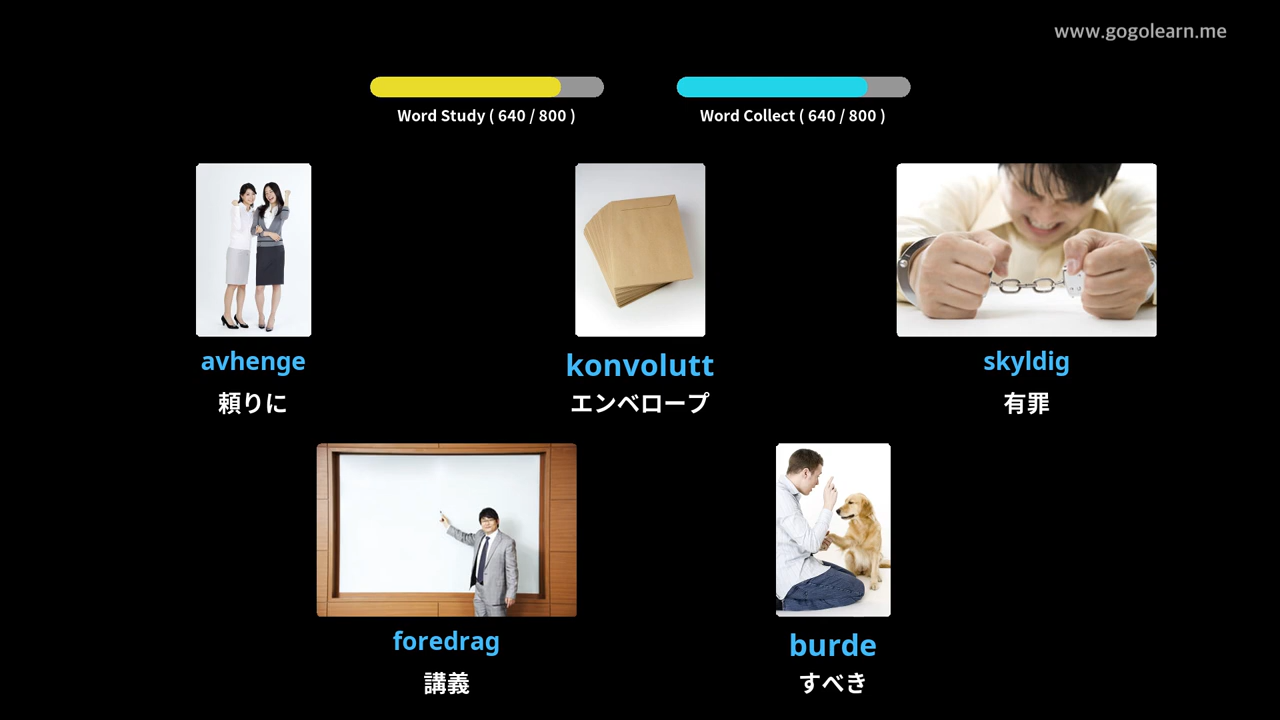 www.gogolearn.me
Word Study ( 640 / 800 )
Word Collect ( 640 / 800 )
avhenge
頼りに
konvolutt
エンベロープ
skyldig
有罪
foredrag
講義
burde
すべき